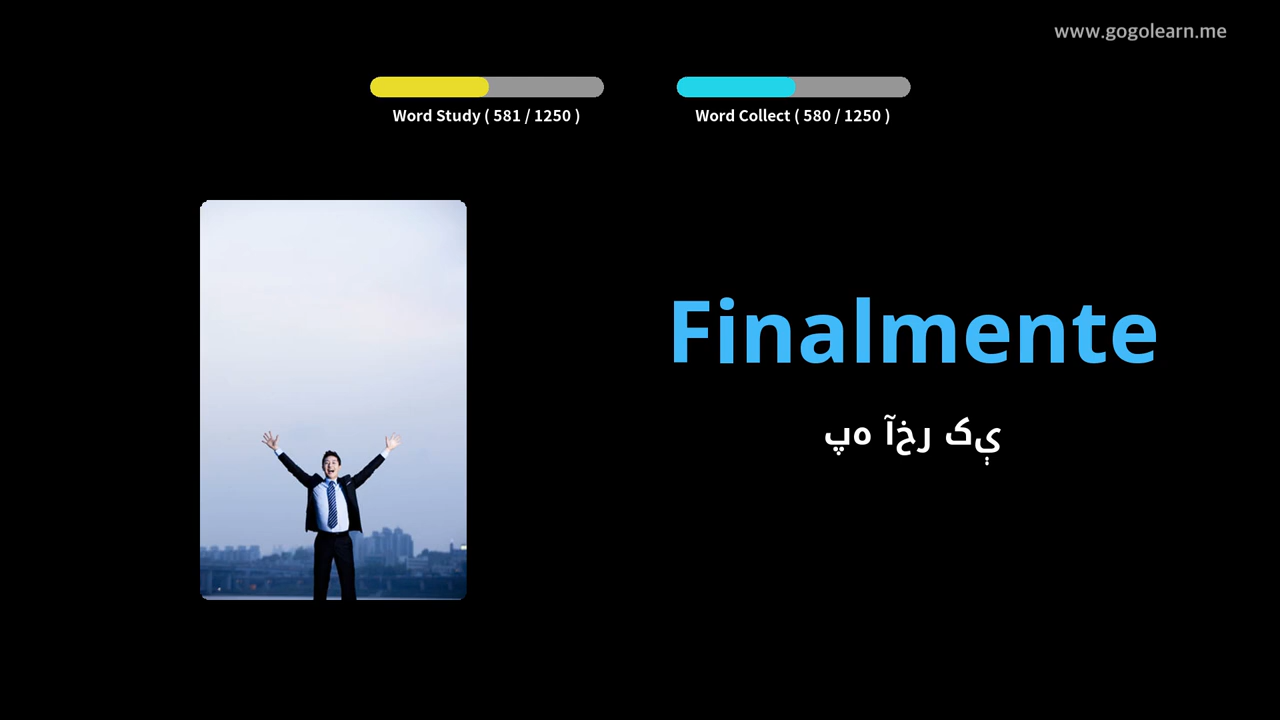 www.gogolearn.me
Word Study ( 581 / 1250 )
Word Collect ( 580 / 1250 )
Finalmente
په آخر کې